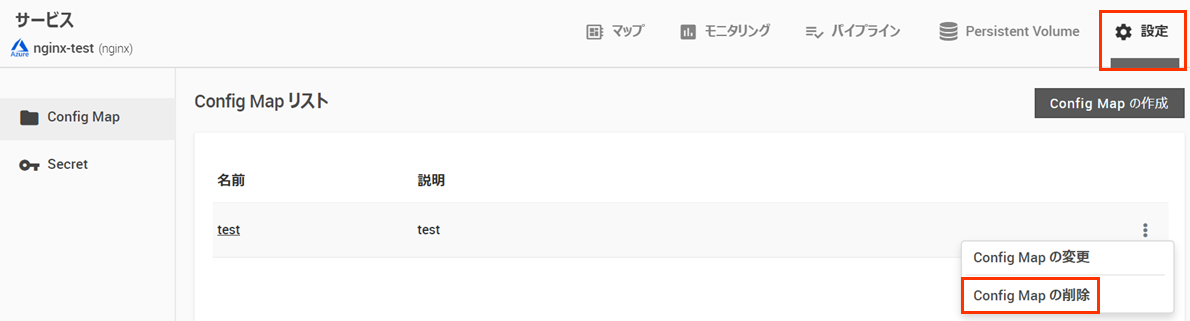 サービス
Azure nginx-test (nginx)
マップ
モニタリング
パイプライン
Persistent Volume
設定
Config Map
Secret
Config Map リスト
Config Map の作成
名前 説明
test test
Config Map の変更
Config Map の削除